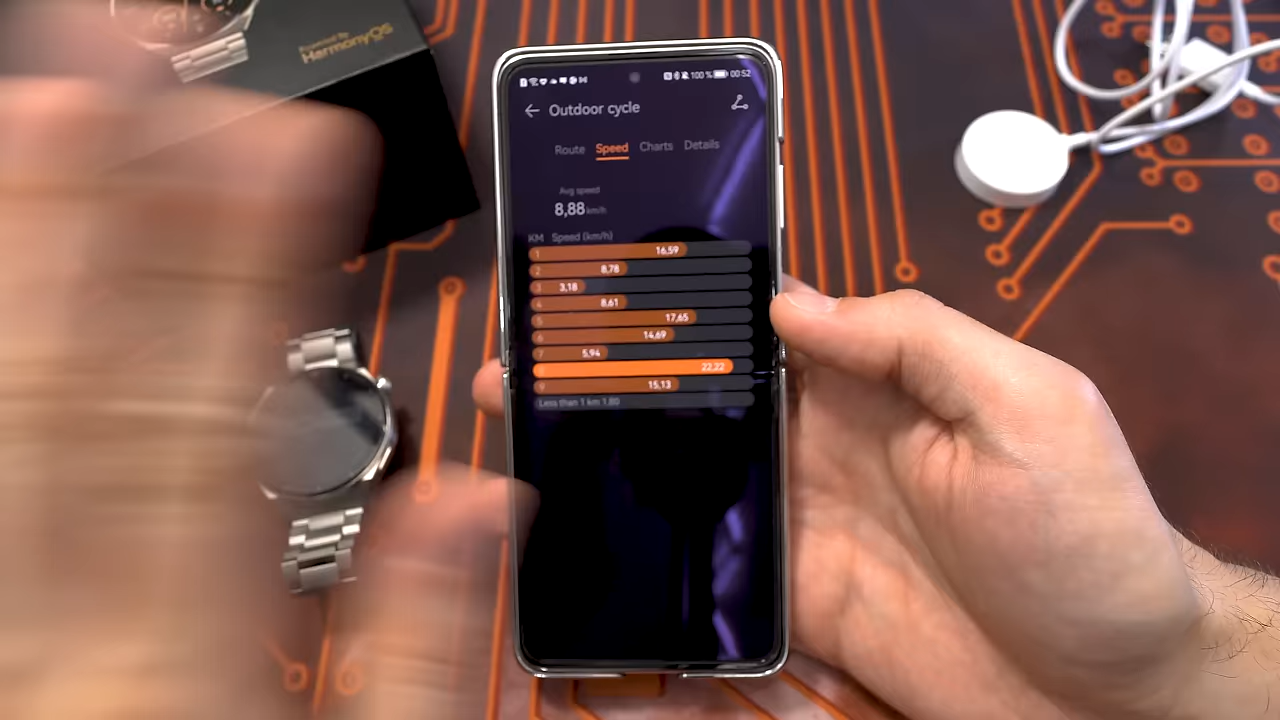 Powered by
HarmonyOS
100 % 00:52
Outdoor cycle
Route Speed Charts Details
Avg speed
8,88 km/h
KM Speed (km/h)
1 16,59
2 8,78
3 3,18
4 8,61
5 17,65
6 14,69
7 5,94
22,22
9 15,13
Less than 1 km 1,80